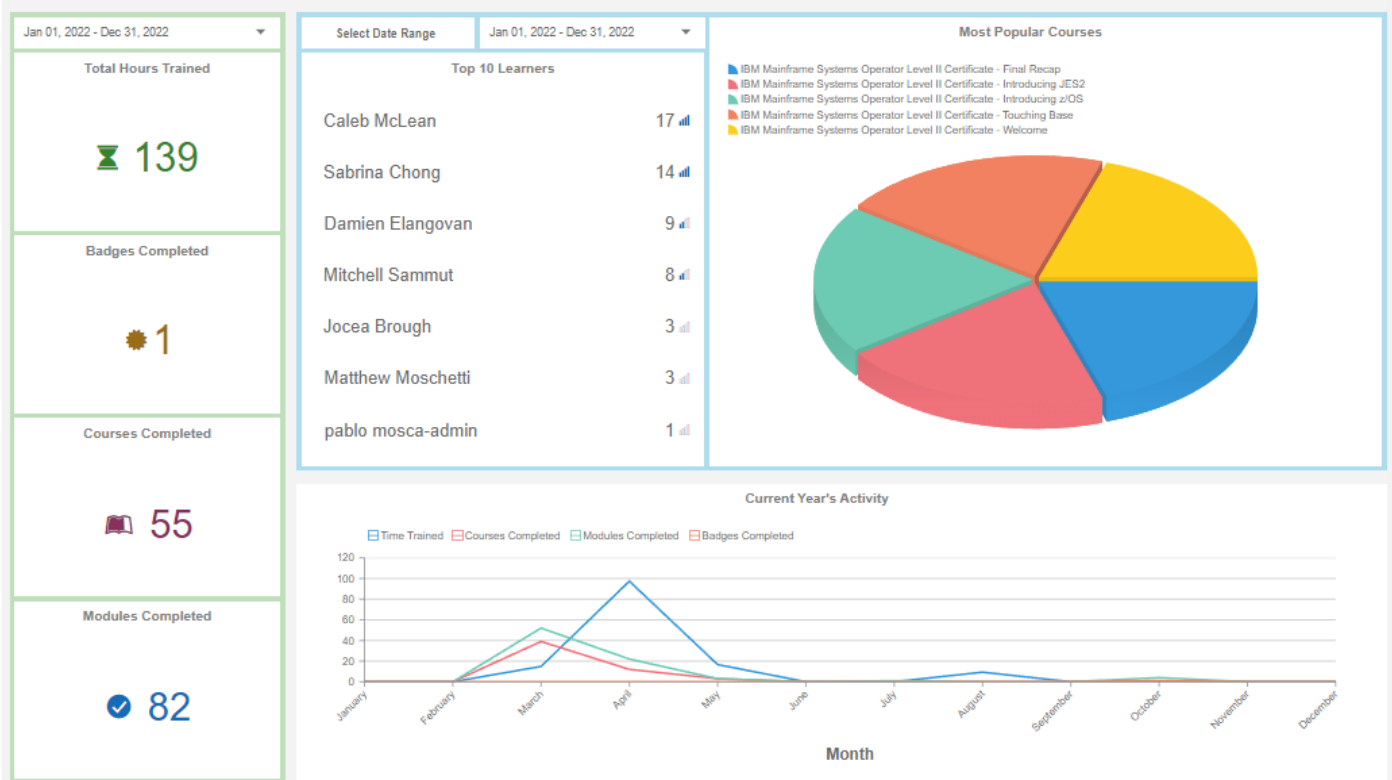 Jan 01, 2022 - Dec 31, 2022
Total Hours Trained
139
Badges Completed
1
Courses Completed
55
Modules Completed
82
Select Date Range
Jan 01, 2022 - Dec 31, 2022
Top 10 Learners
Caleb McLean 17
Sabrina Chong 14
Damien Elangovan 9
Mitchell Sammut 8
Jocea Brough 3
Matthew Moschetti 3
pablo mosca-admin 1
Most Popular Courses
IBM Mainframe Systems Operator Level II Certificate - Final Recap
IBM Mainframe Systems Operator Level II Certificate - Introducing JES2
IBM Mainframe Systems Operator Level II Certificate - Introducing z/OS
IBM Mainframe Systems Operator Level II Certificate - Touching Base
IBM Mainframe Systems Operator Level II Certificate - Welcome
Current Year's Activity
Time Trained Courses Completed Modules Completed Badges Completed
120
100
80
60
40
20
0
January February March April May June July August September October November December
Month